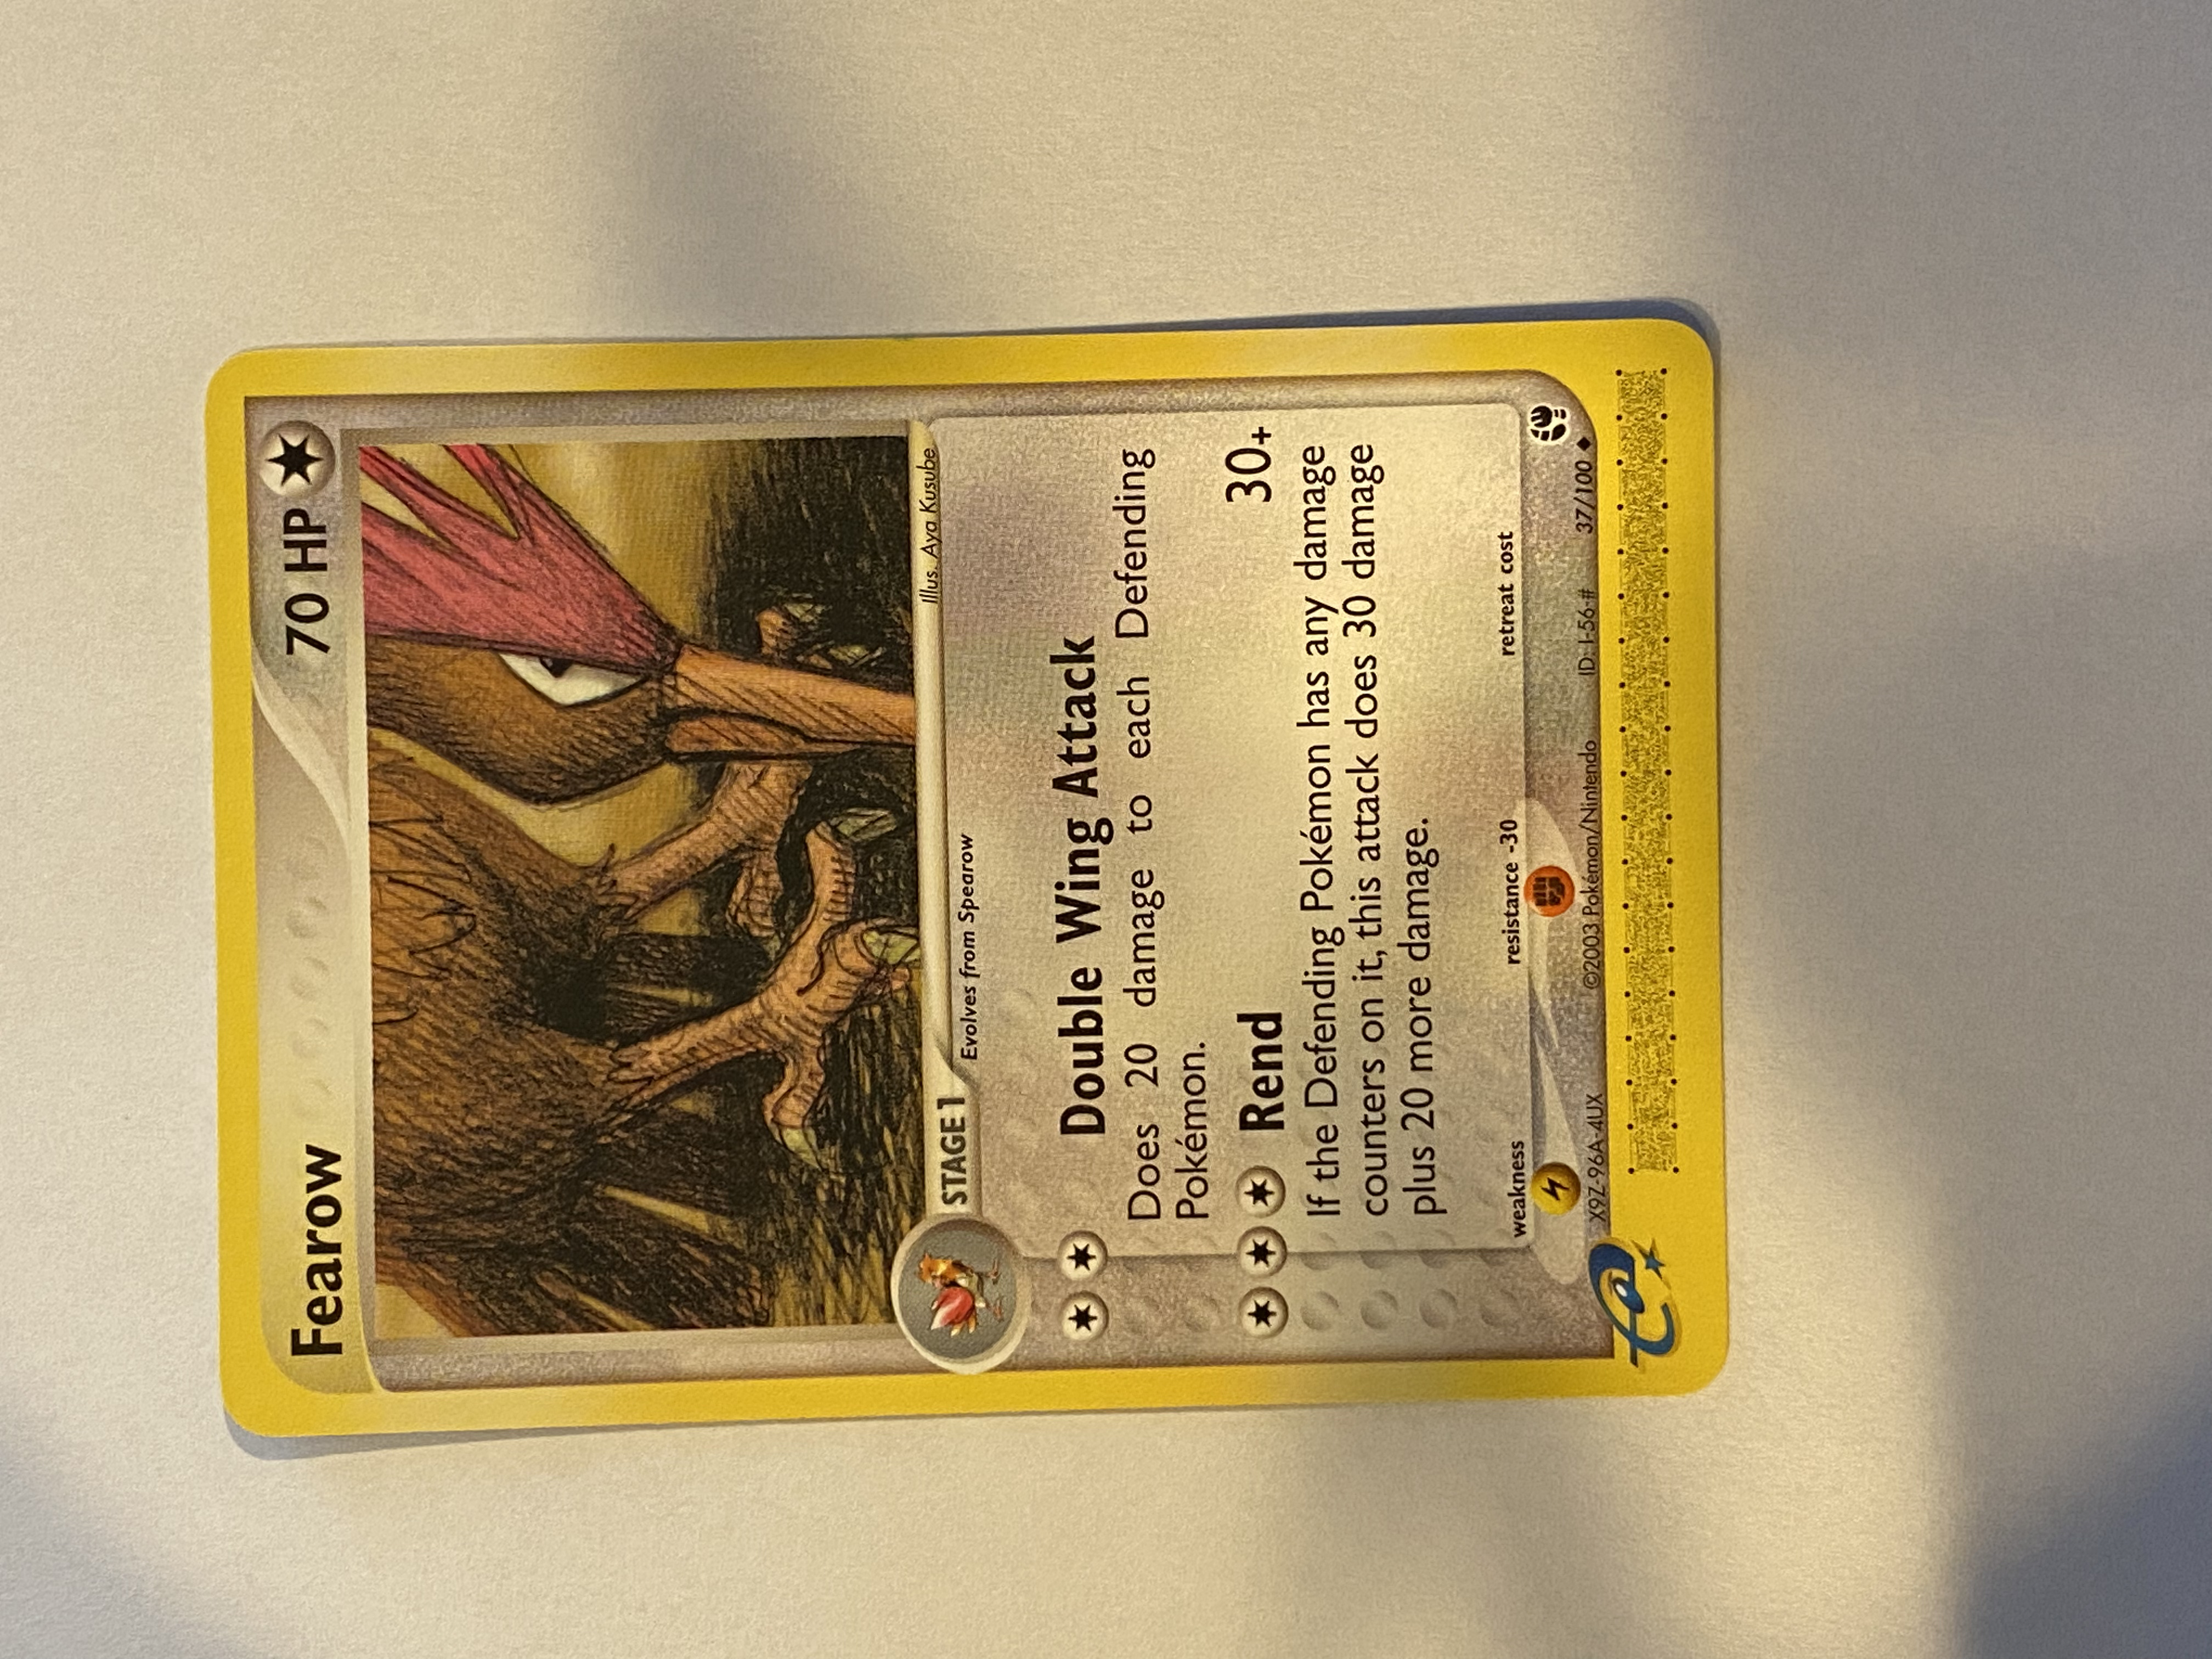 Fearow
70 HP
Illus. Aya Kusube
STAGE 1
Evolves from Spearow
Double Wing Attack
Does 20 damage to each Defending
Pokémon.
Rend 30+
If the Defending Pokémon has any damage
counters on it, this attack does 30 damage
plus 20 more damage.
weakness resistance -30 retreat cost
X9Z-96A-4UX ©2003 Pokémon/Nintendo ID: I-56-# 37/100